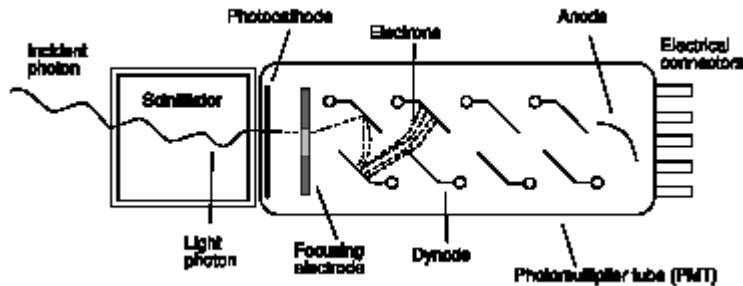 Photocathode
Electrons
Anode
Incident
photon
Electrical
connectors
Scintillator
Light
photon
Focusing
electrode
Dynode
Photomultiplier tube (PMT)